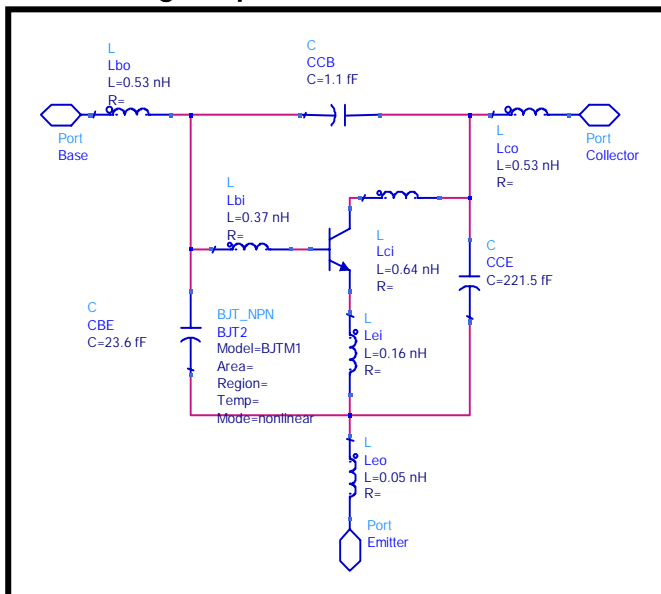 C
CCB
C=1.1 fF
L
Lbo
L=0.53 nH
R=
Port
Base
L
Lco
L=0.53 nH
R=
Port
Collector
L
Lbi
L=0.37 nH
R=
L
Lci
L=0.64 nH
R=
C
CCE
C=221.5 fF
C
CBE
C=23.6 fF
BJT_NPN
BJT2
Model=BJTM1
Area=
Region=
Temp=
Mode=nonlinear
L
Lei
L=0.16 nH
R=
L
Leo
L=0.05 nH
R=
Port
Emitter